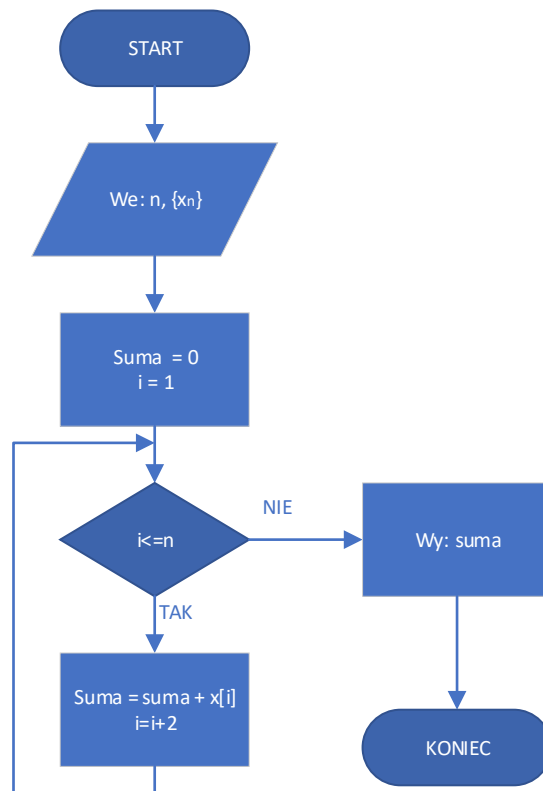 START
We: n, {xn}
Suma = 0
i = 1
i<=n
NIE
Wy: suma
TAK
Suma = suma + x[i]
i=i+2
KONIEC